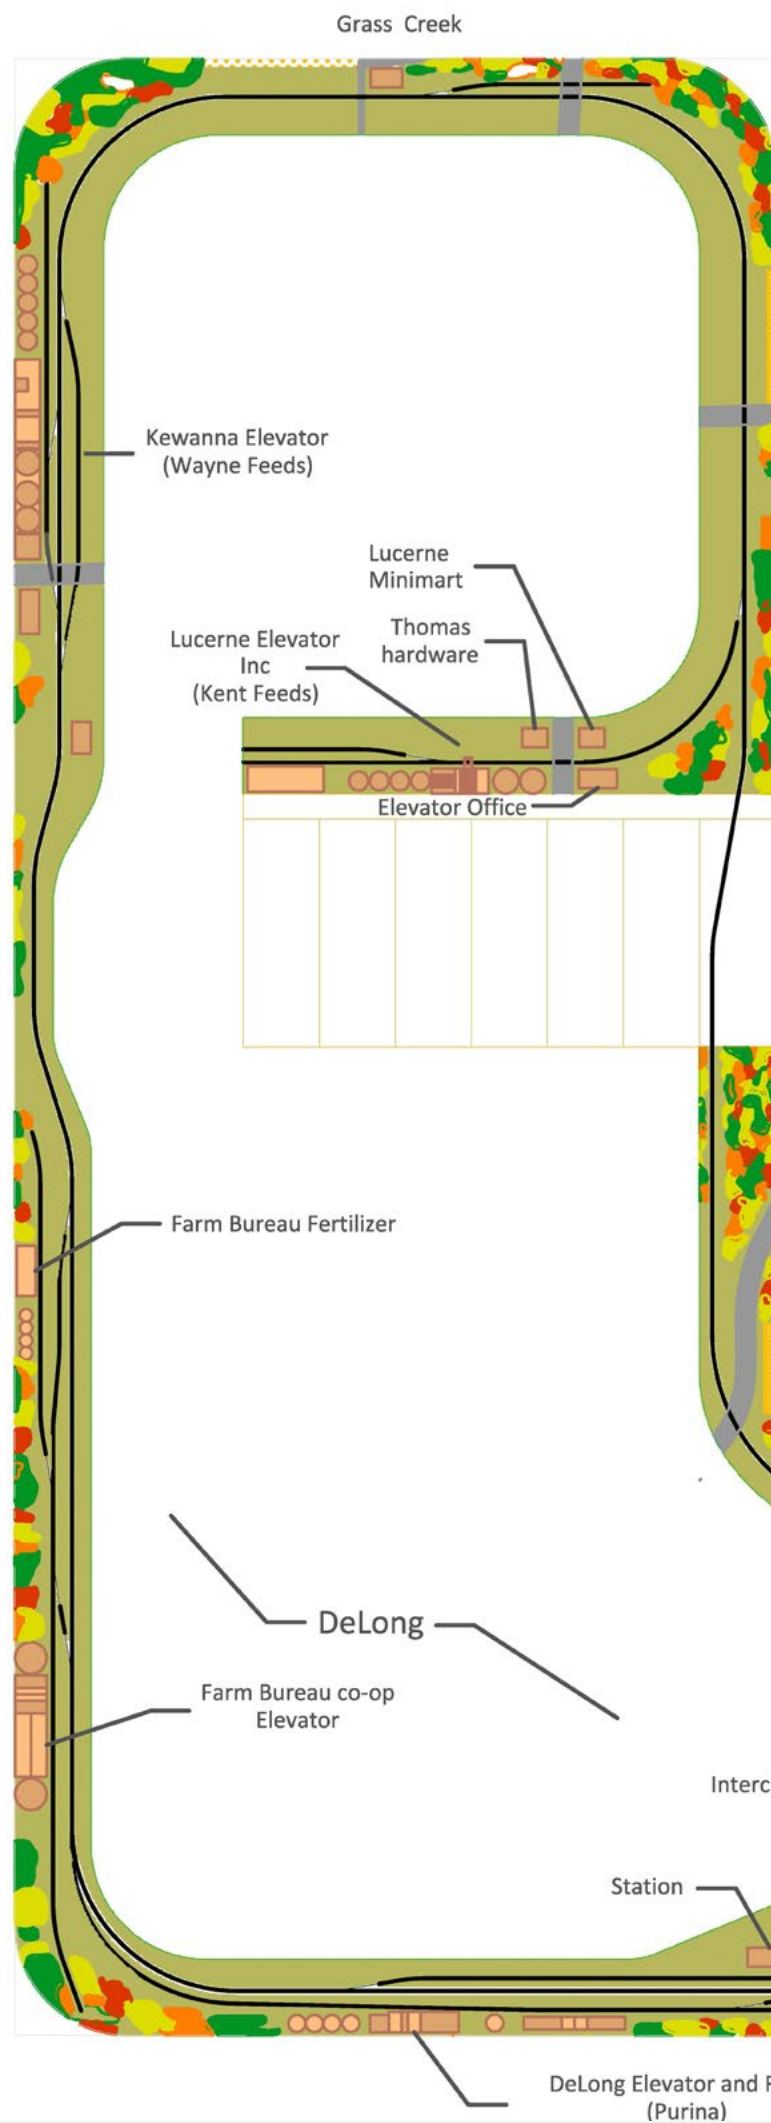 Grass Creek
Kewanna Elevator
(Wayne Feeds)
Lucerne
Minimart
Thomas
hardware
Lucerne Elevator
Inc
(Kent Feeds)
Elevator Office
Farm Bureau Fertilizer
DeLong
Farm Bureau co-op
Elevator
Interc
Station
DeLong Elevator and
(Purina)